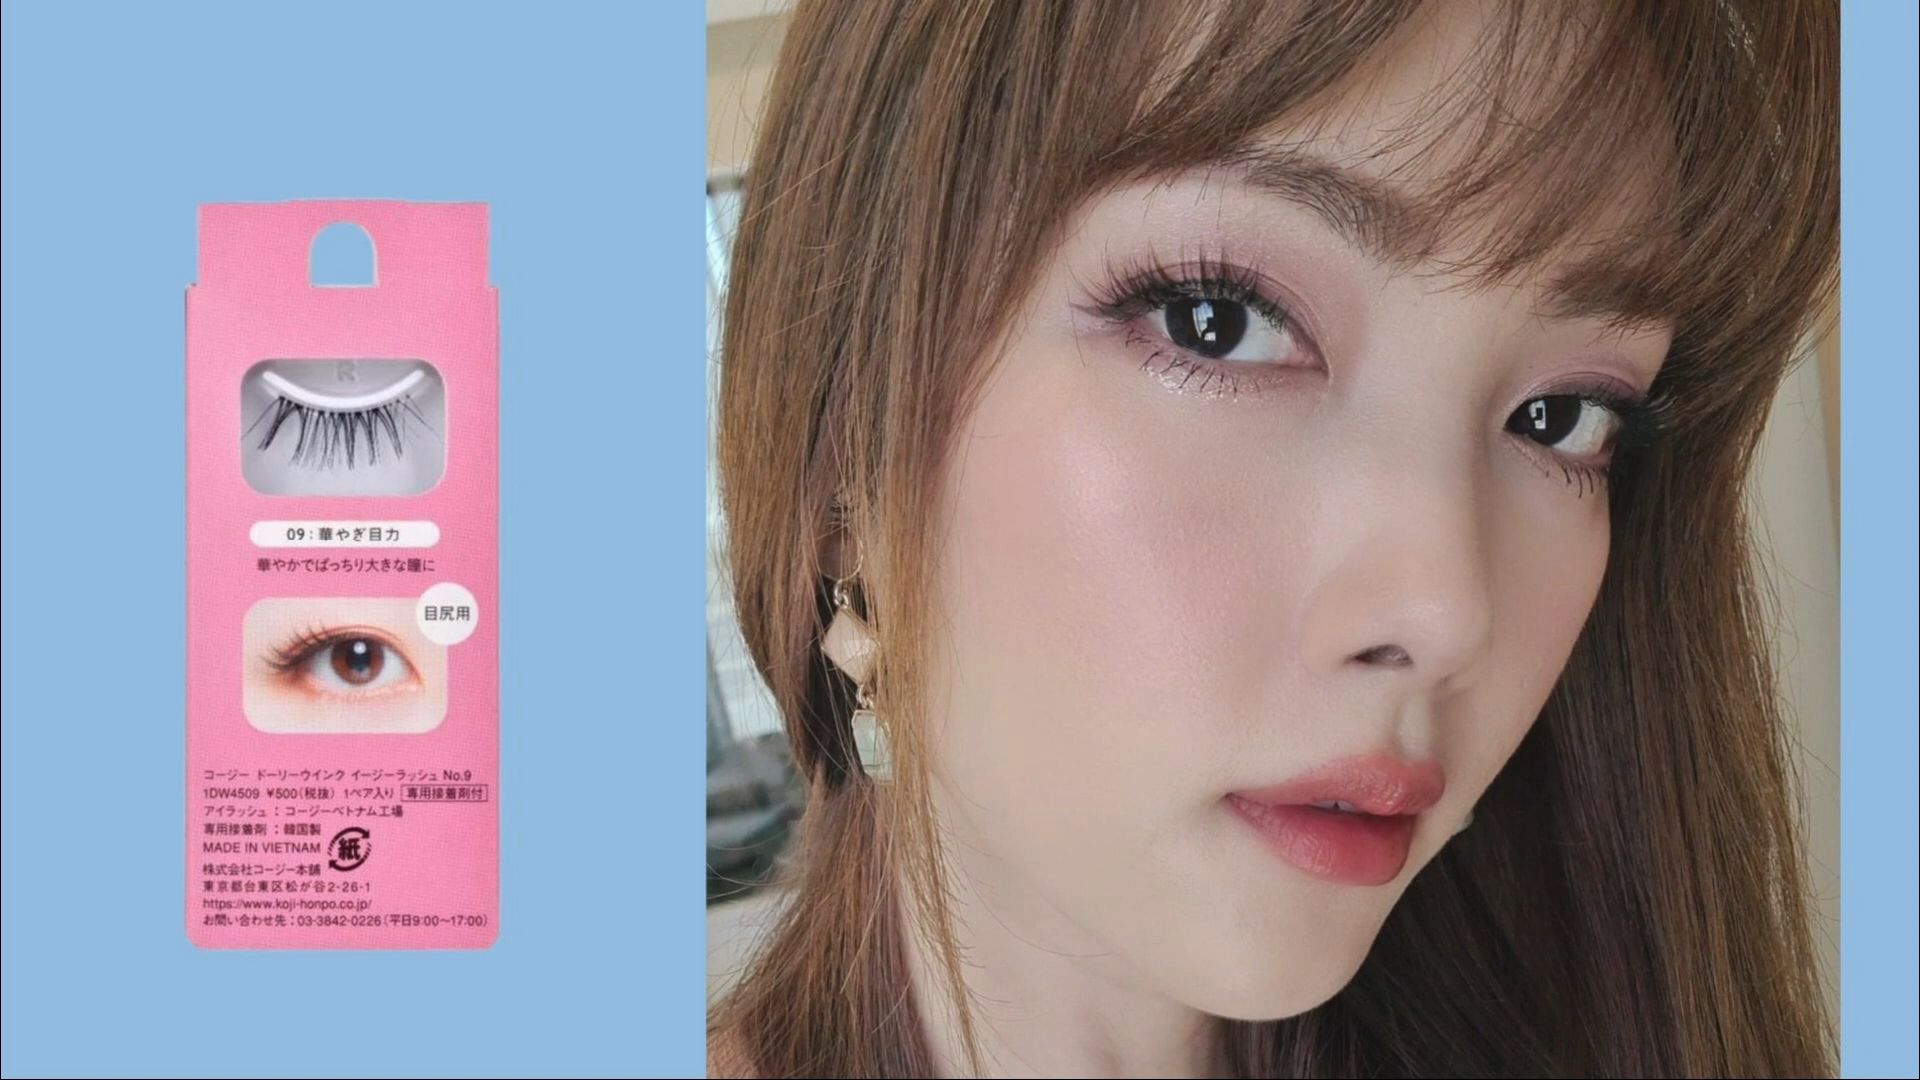 09：華やぎ目力
華やかでぱっちり大きな瞳に
目尻用
コージー ドーリーウインク イージーラッシュ No.9
1DW4509 ¥500（税抜） 1ペア入り 専用接着剤付
アイラッシュ：コージーベトナム工場
専用接着剤：韓国製
MADE IN VIETNAM
紙
株式会社コージー本舗
東京都台東区松が谷2-26-1
https://www.koji-honpo.co.jp/
お問い合わせ先：03-3842-0226（平日9:00～17:00）